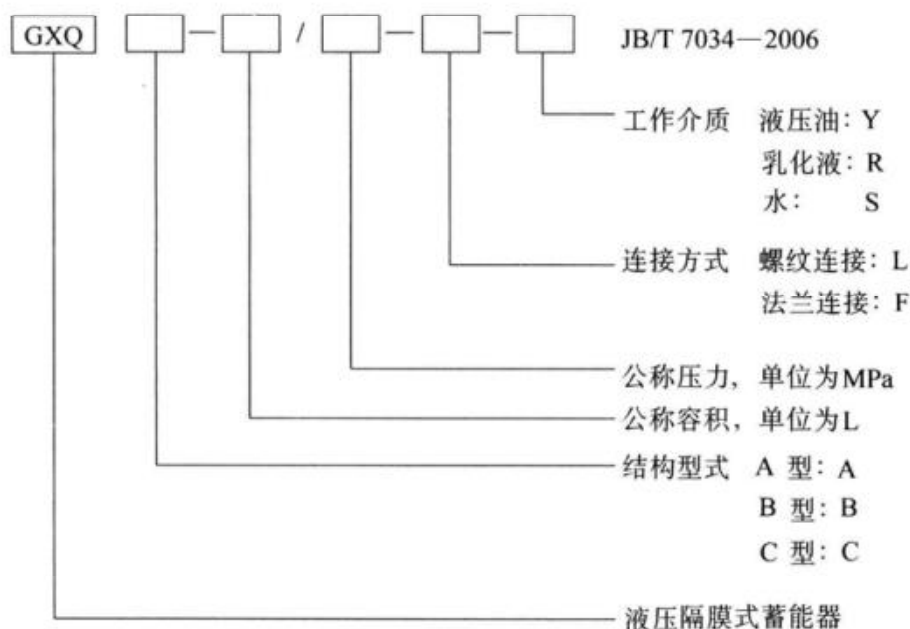 GXQ - / - - JB/T 7034—2006
工作介质 液压油：Y
乳化液：R
水： S
连接方式 螺纹连接：L
法兰连接：F
公称压力，单位为MPa
公称容积，单位为L
结构型式 A 型：A
B 型：B
C 型：C
液压隔膜式蓄能器